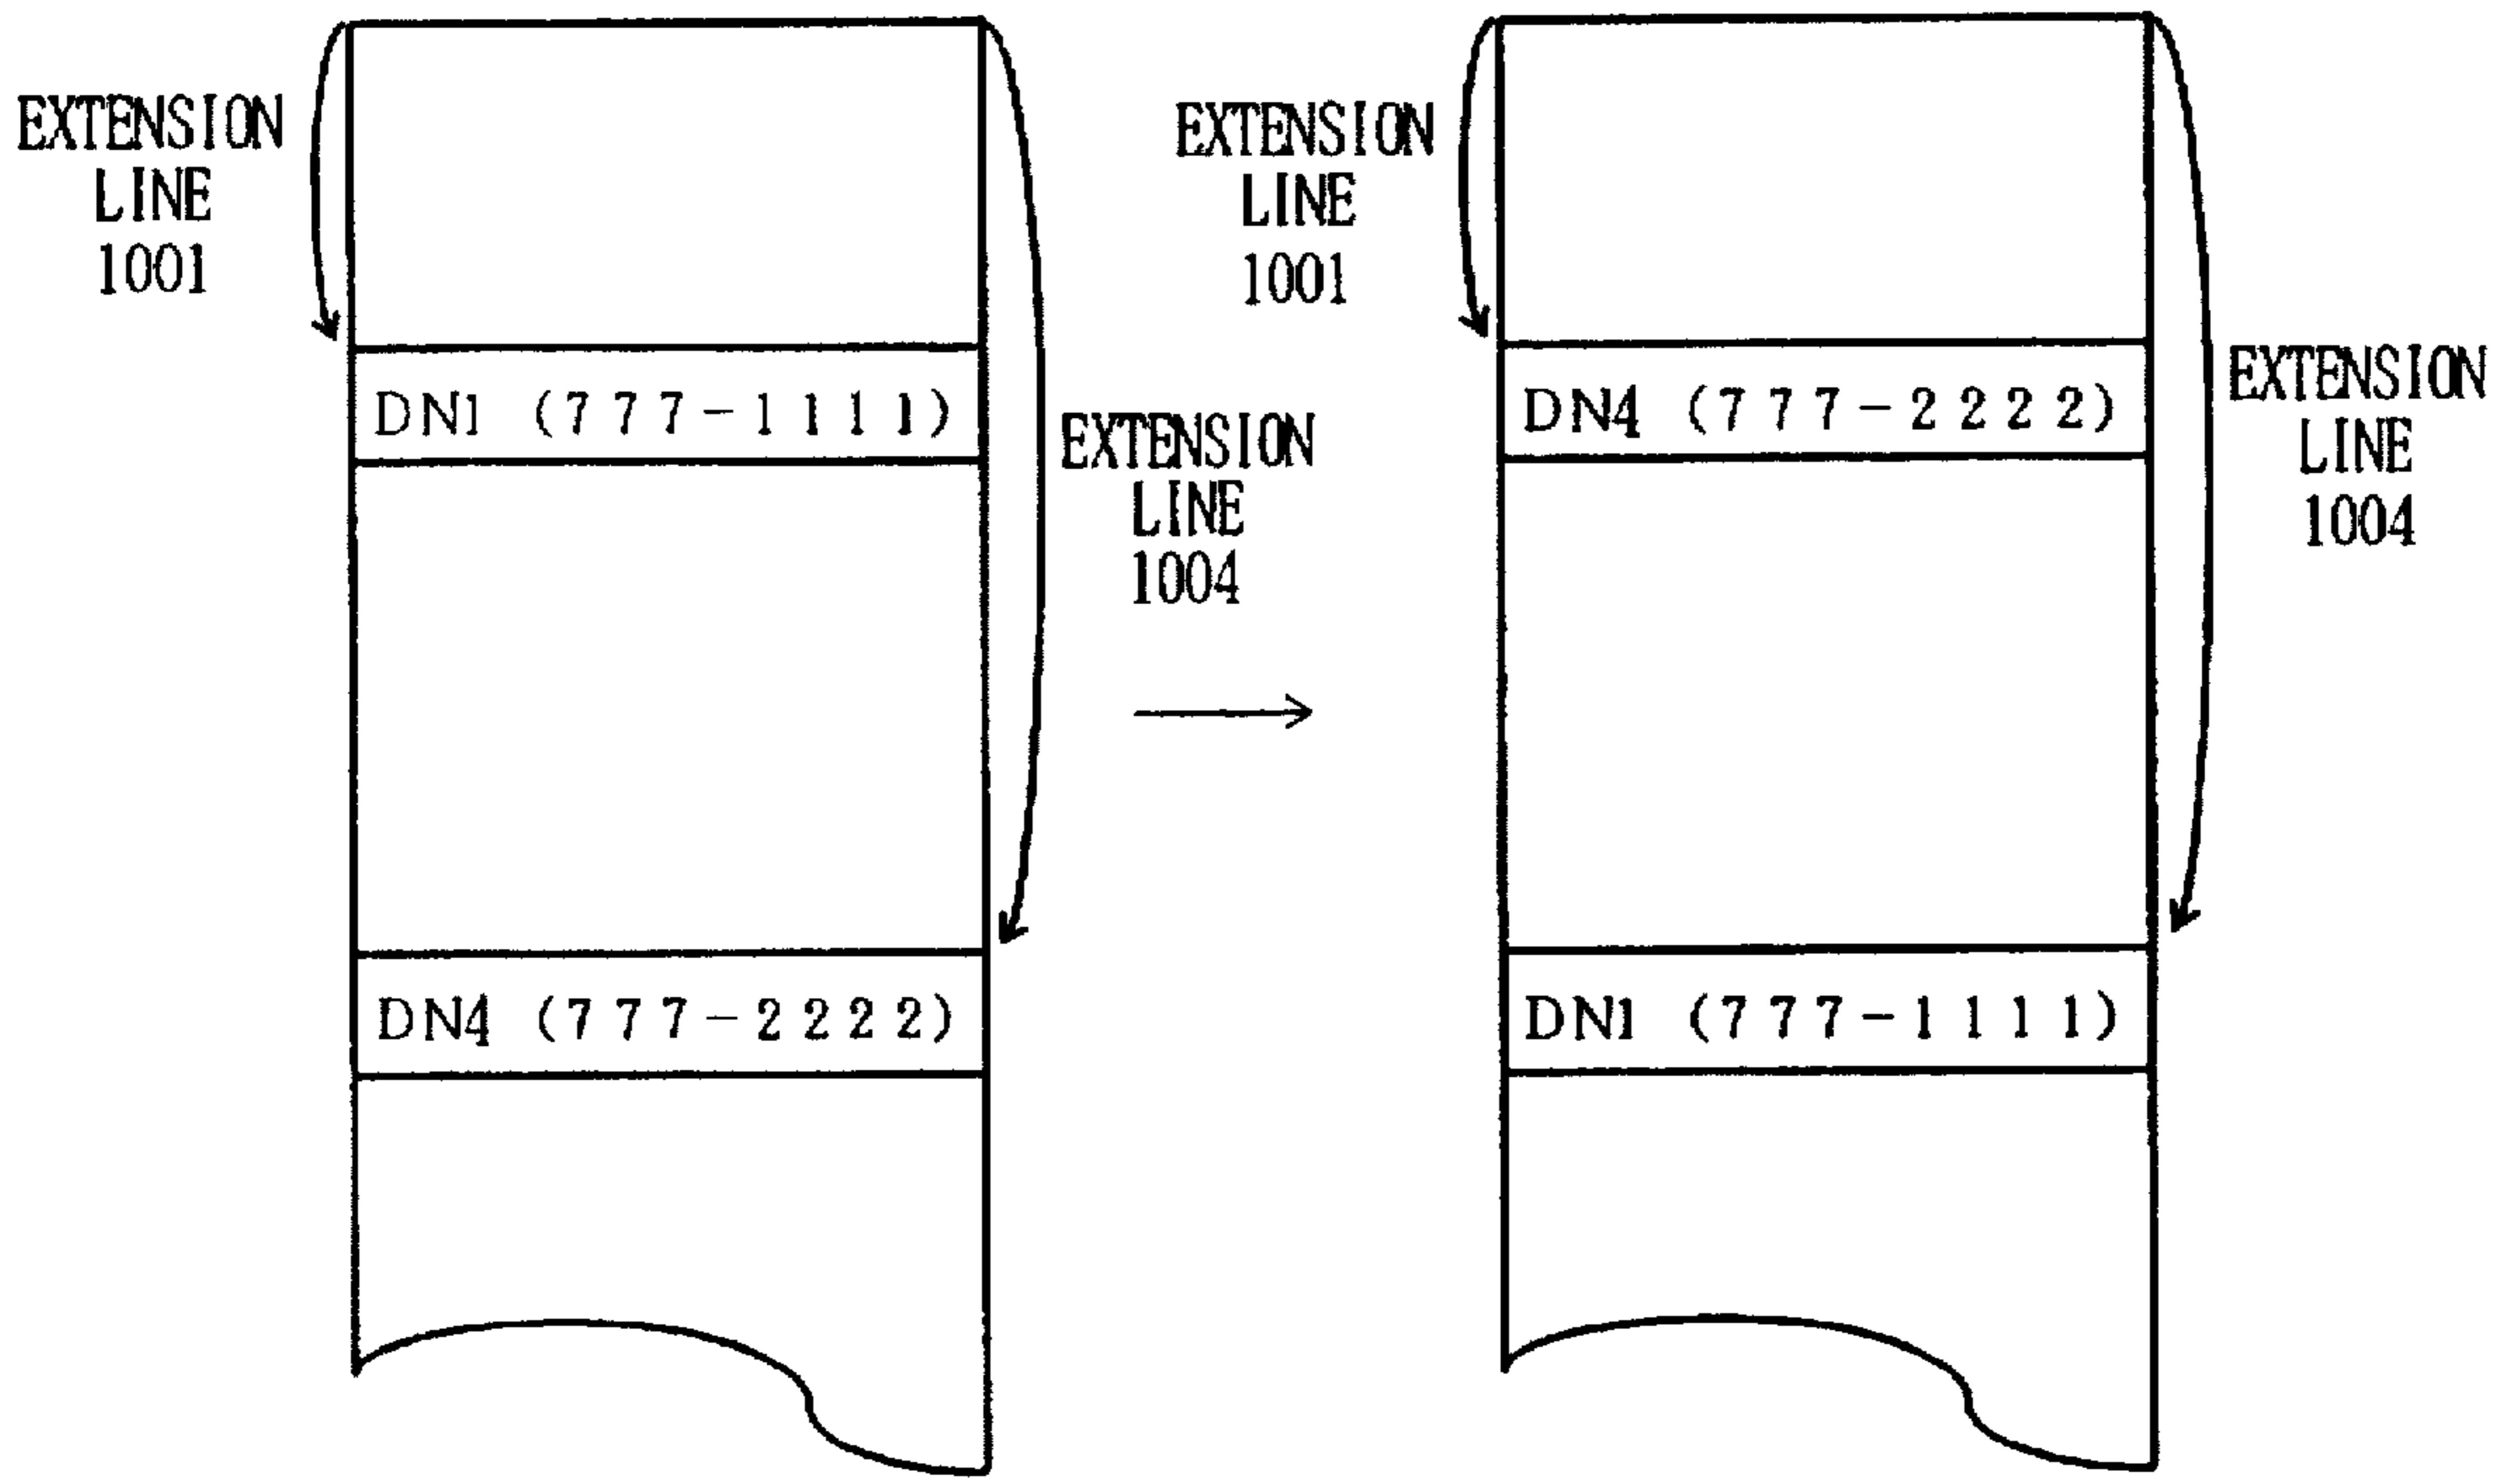 EXTENSION
LINE
1001
DN1 (777-1111)
EXTENSION
LINE
1004
DN4 (777-2222)
EXTENSION
LINE
1001
DN4 (777-2222)
EXTENSION
LINE
1004
DN1 (777-1111)